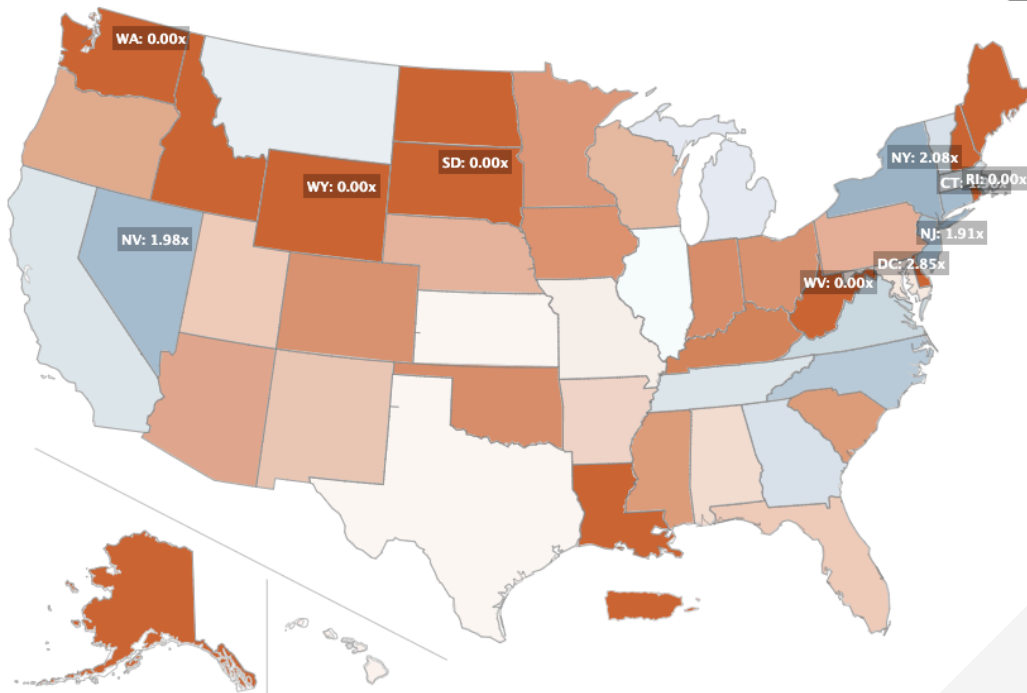 WA: 0.00x
SD: 0.00x
NY: 2.08x
WY: 0.00x
CT:
RI: 0.00x
NV: 1.98x
NJ: 1.91x
DC: 2.85x
WV: 0.00x